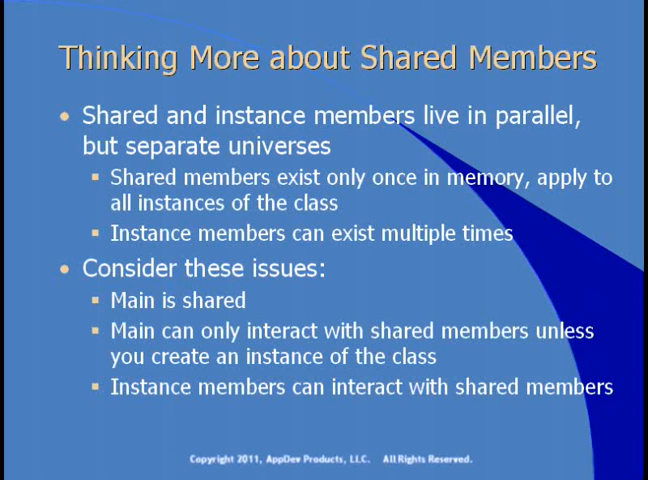 Thinking More about Shared Members
• Shared and instance members live in parallel,
but separate universes
▪ Shared members exist only once in memory, apply to
all instances of the class
▪ Instance members can exist multiple times
• Consider these issues:
▪ Main is shared
▪ Main can only interact with shared members unless
you create an instance of the class
▪ Instance members can interact with shared members
Copyright 2011, AppDev Products, LLC. All Rights Reserved.